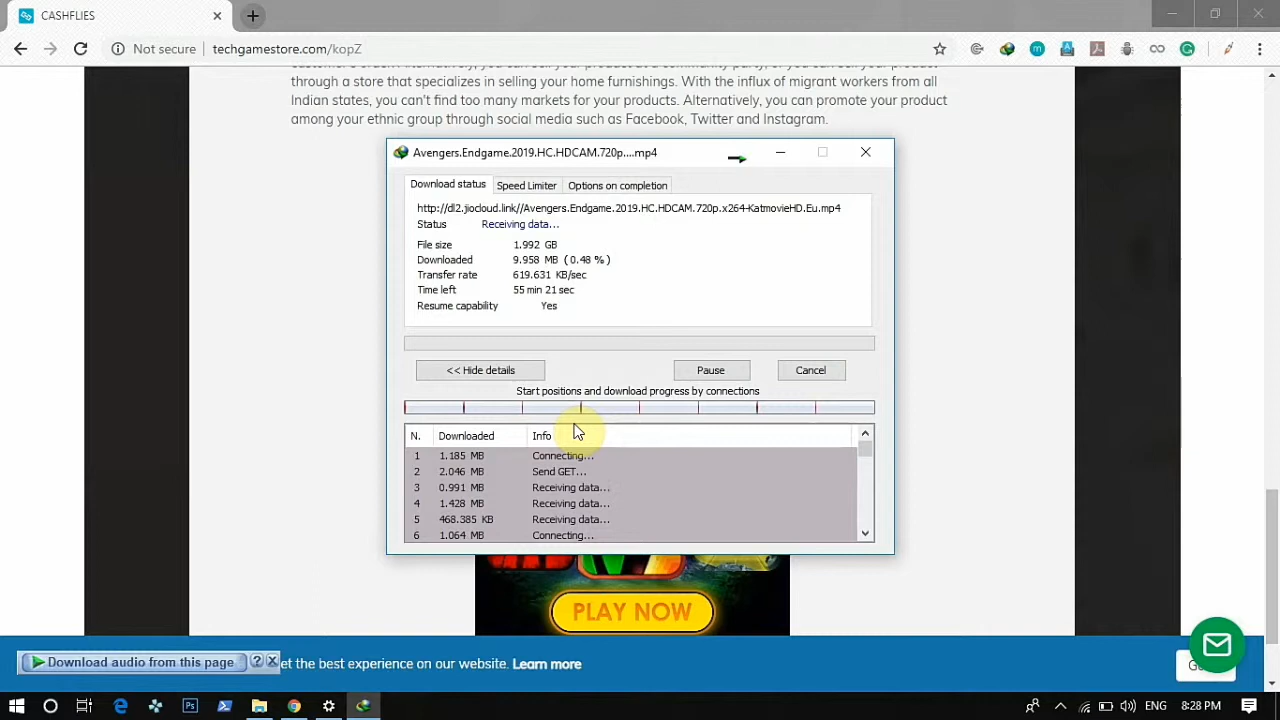 CASHFLIES
Not secure
techgamestore.com/kopZ
through a store that specializes in selling your home furnishings. With the influx of migrant workers from all
Indian states, you can't find too many markets for your products. Alternatively, you can promote your product
among your ethnic group through social media such as Facebook, Twitter and Instagram.
Avengers.Endgame.2019.HC.HDCAM.720p....mp4
Download status
Speed Limiter
Options on completion
http://dl2.jiocloud.link//Avengers.Endgame.2019.HC.HDCAM.720p.x264-KatmovieHD.Eu.mp4
Status Receiving data...
File size 1.992 GB
Downloaded 9.958 MB ( 0.48 % )
Transfer rate 619.631 KB/sec
Time left 55 min 21 sec
Resume capability Yes
<< Hide details
Pause
Cancel
Start positions and download progress by connections
N. Downloaded Info
1 1.185 MB Connecting...
2 2.046 MB Send GET...
3 0.991 MB Receiving data...
4 1.428 MB Receiving data...
5 468.385 KB Receiving data...
6 1.064 MB Connecting...
PLAY NOW
Download audio from this page ?
et the best experience on our website. Learn more
ENG 8:28 PM